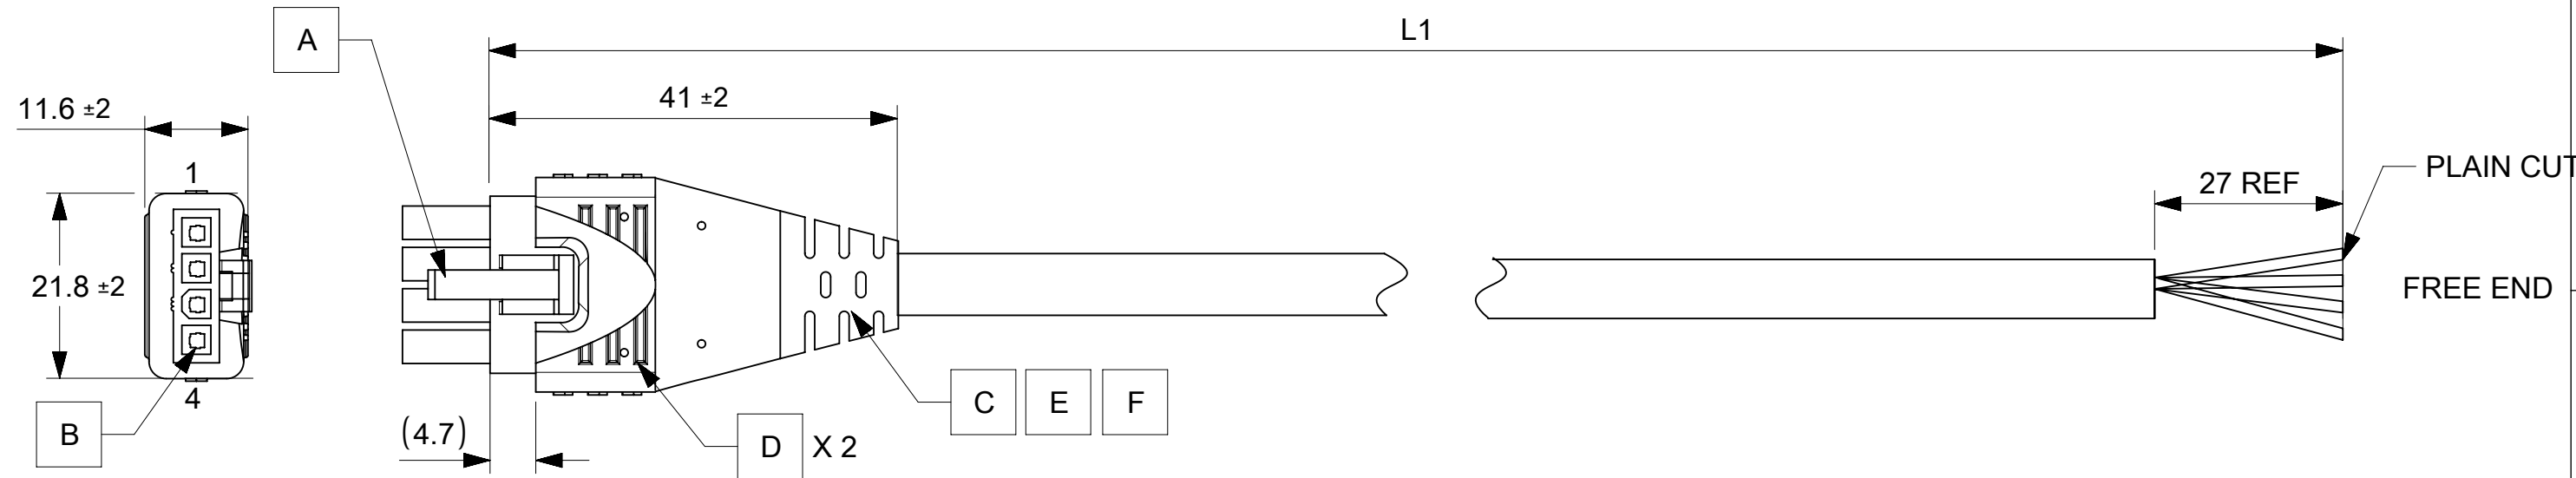 A
L1
41 ±2
11.6 ±2
1
27 REF
PLAIN CUT
21.8 ±2
FREE END
4
C E F
B
(4.7)
D X 2